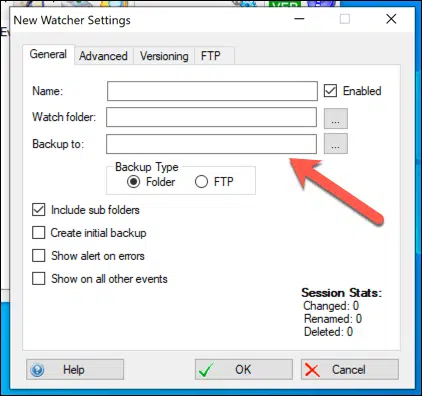 New Watcher Settings
General Advanced Versioning FTP
Name: Enabled
Watch folder: ...
Backup to: ...
Backup Type
Folder FTP
Include sub folders
Create initial backup
Show alert on errors
Show on all other events
Session Stats:
Changed: 0
Renamed: 0
Deleted: 0
Help OK Cancel